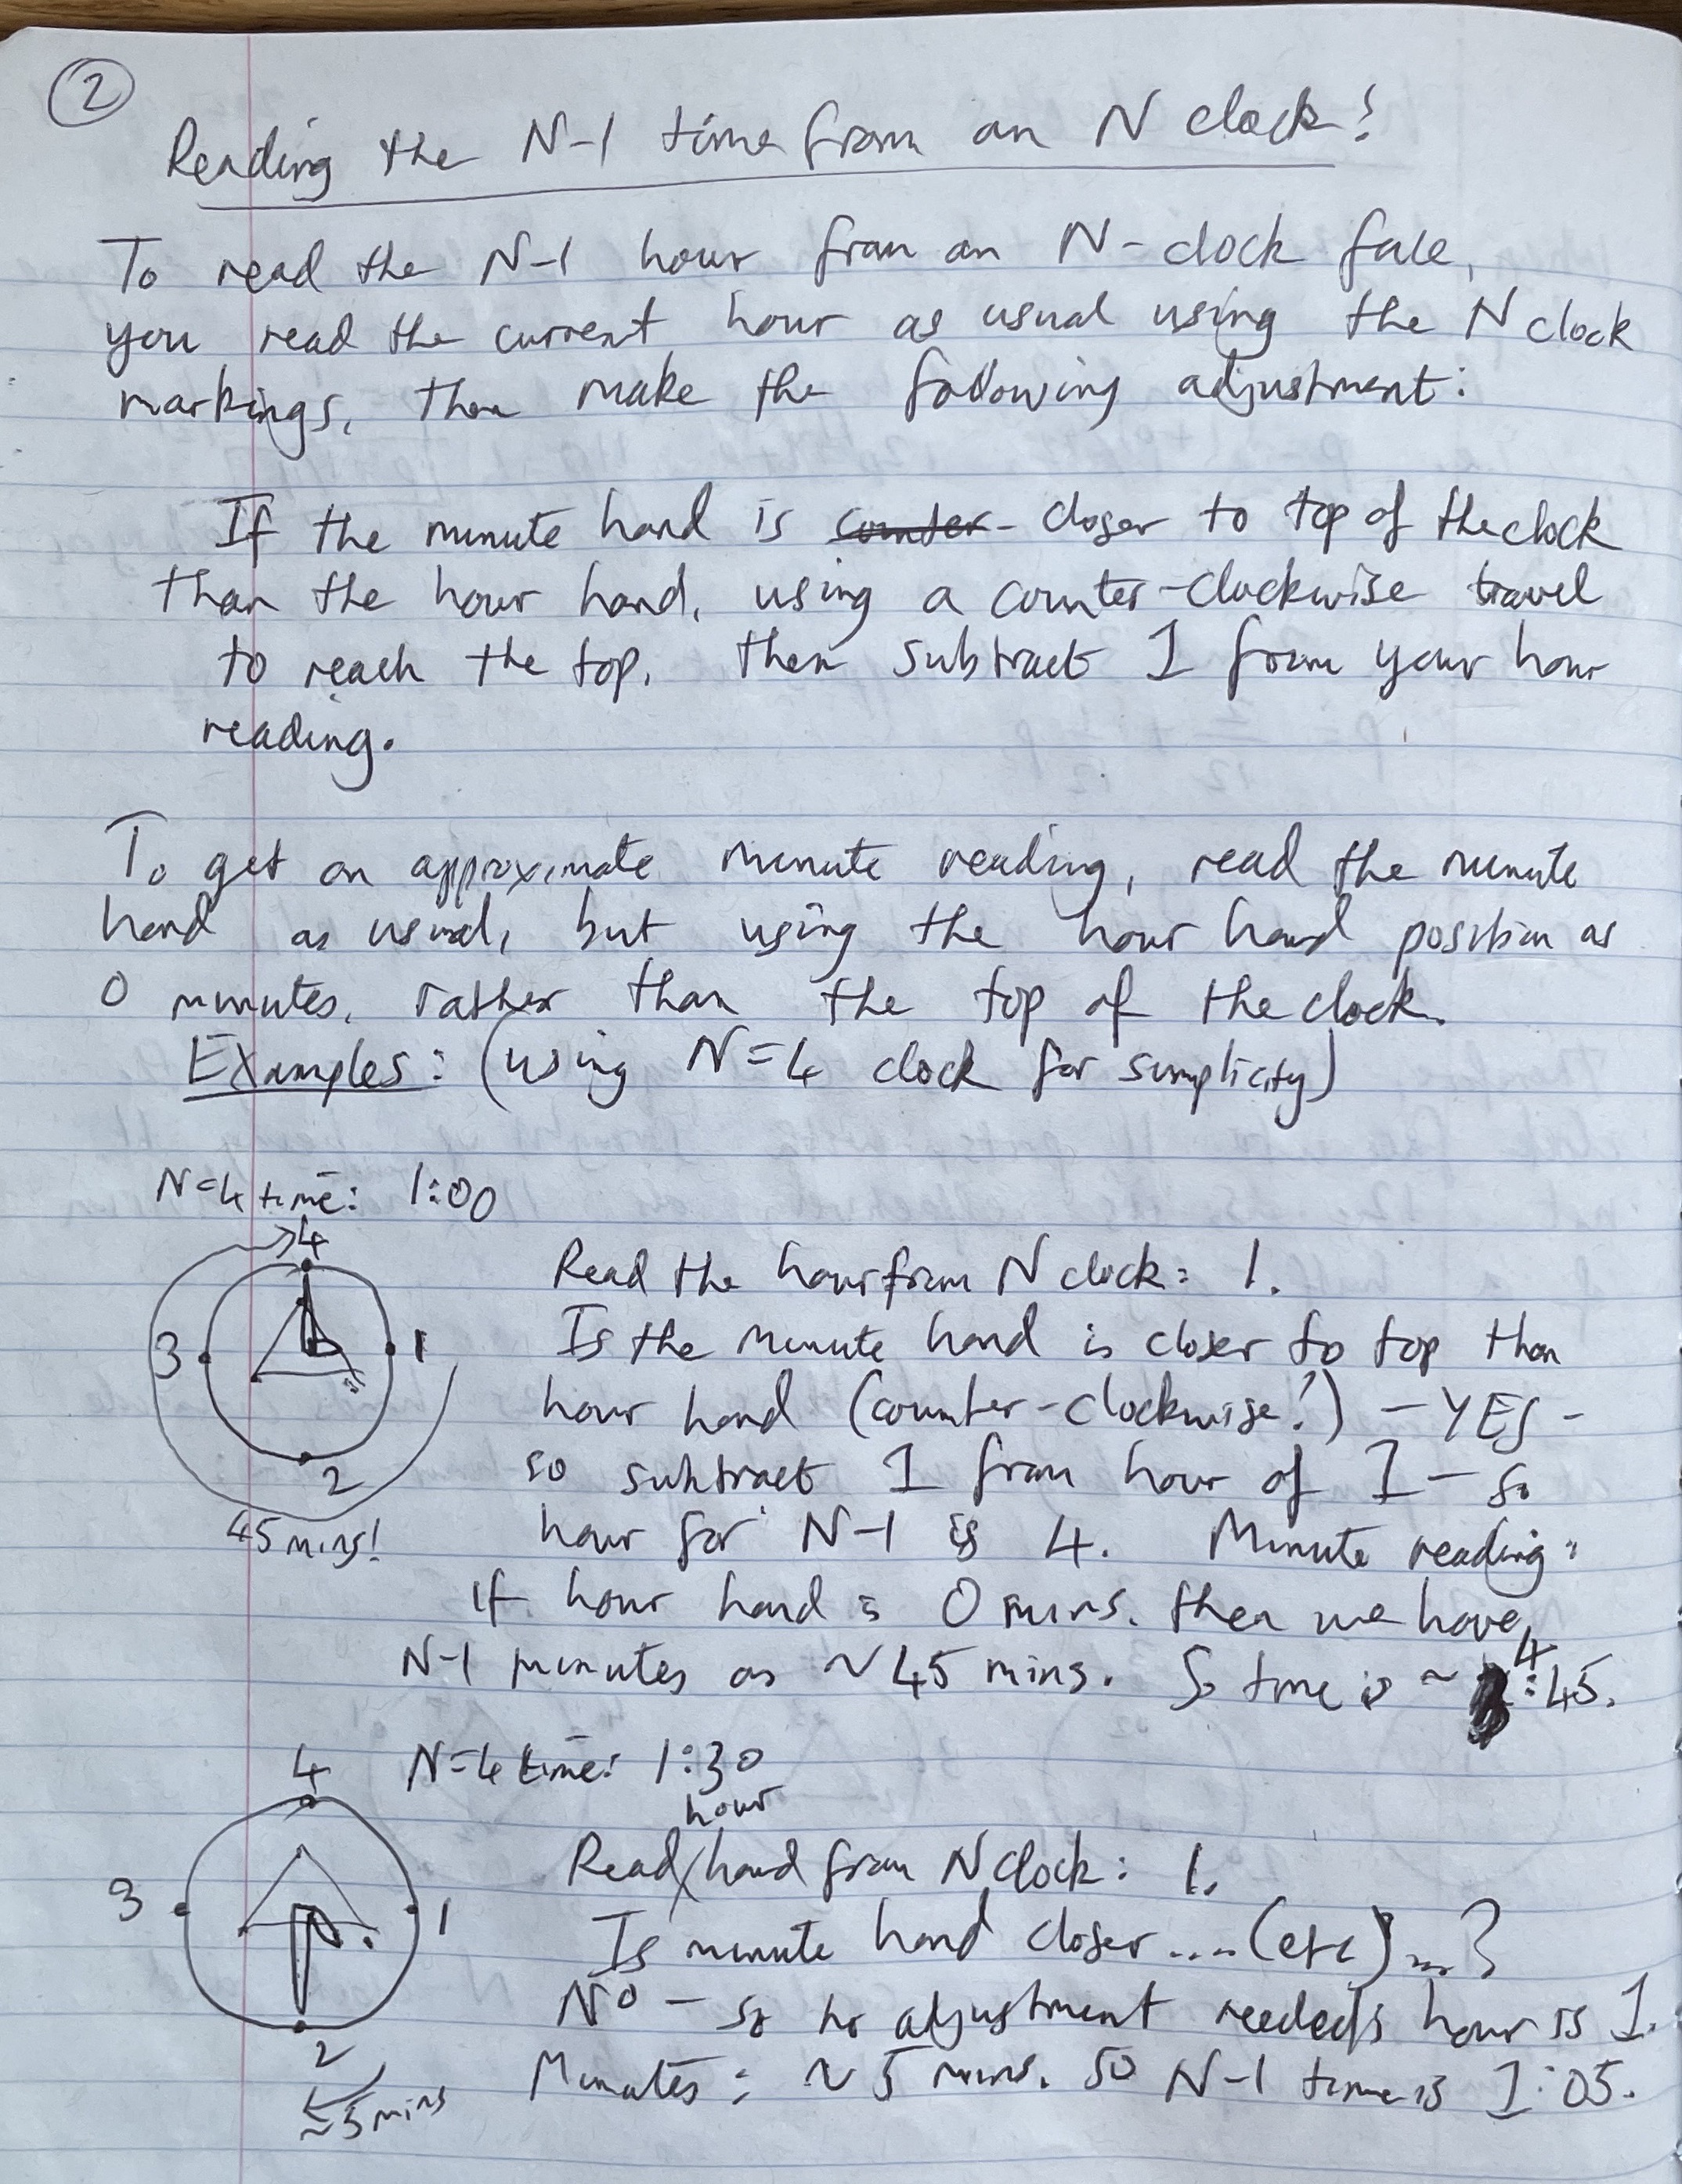 2
Reading the N-1 time from an N clock!
To read the N-1 hour from an N-clock face,
you read the current hour as usual using the N clock
markings, then make the following adjustment:
If the minute hand is counter- closer to top of the clock
than the hour hand, using a counter-clockwise travel
to reach the top, then subtract 1 from your hour
reading.
To get an approximate minute reading, read the minute
hand as usual, but using the hour hand position as
0 minutes, rather than the top of the clock.
Examples: (using N=4 clock for simplicity)
N=4 time: 1:00
4
3
1
2
45 mins!
Read the hour from N clock: 1.
Is the minute hand is closer to top than
hour hand (counter-clockwise!) - YES -
so subtract 1 from hour of 1 - so
hour for N-1 is 4. Minute reading:
If hour hand is 0 mins, then we have
N-1 minutes as ~45 mins. So time is ~ 4:45.
N=4 time: 1:30
4
3
1
2
≈5 mins
Read hour hand from N clock: 1.
Is minute hand closer .... (etc) ...?
No - so no adjustment needed, hour is 1.
Minutes: ~5 mins. So N-1 time is 1:05.